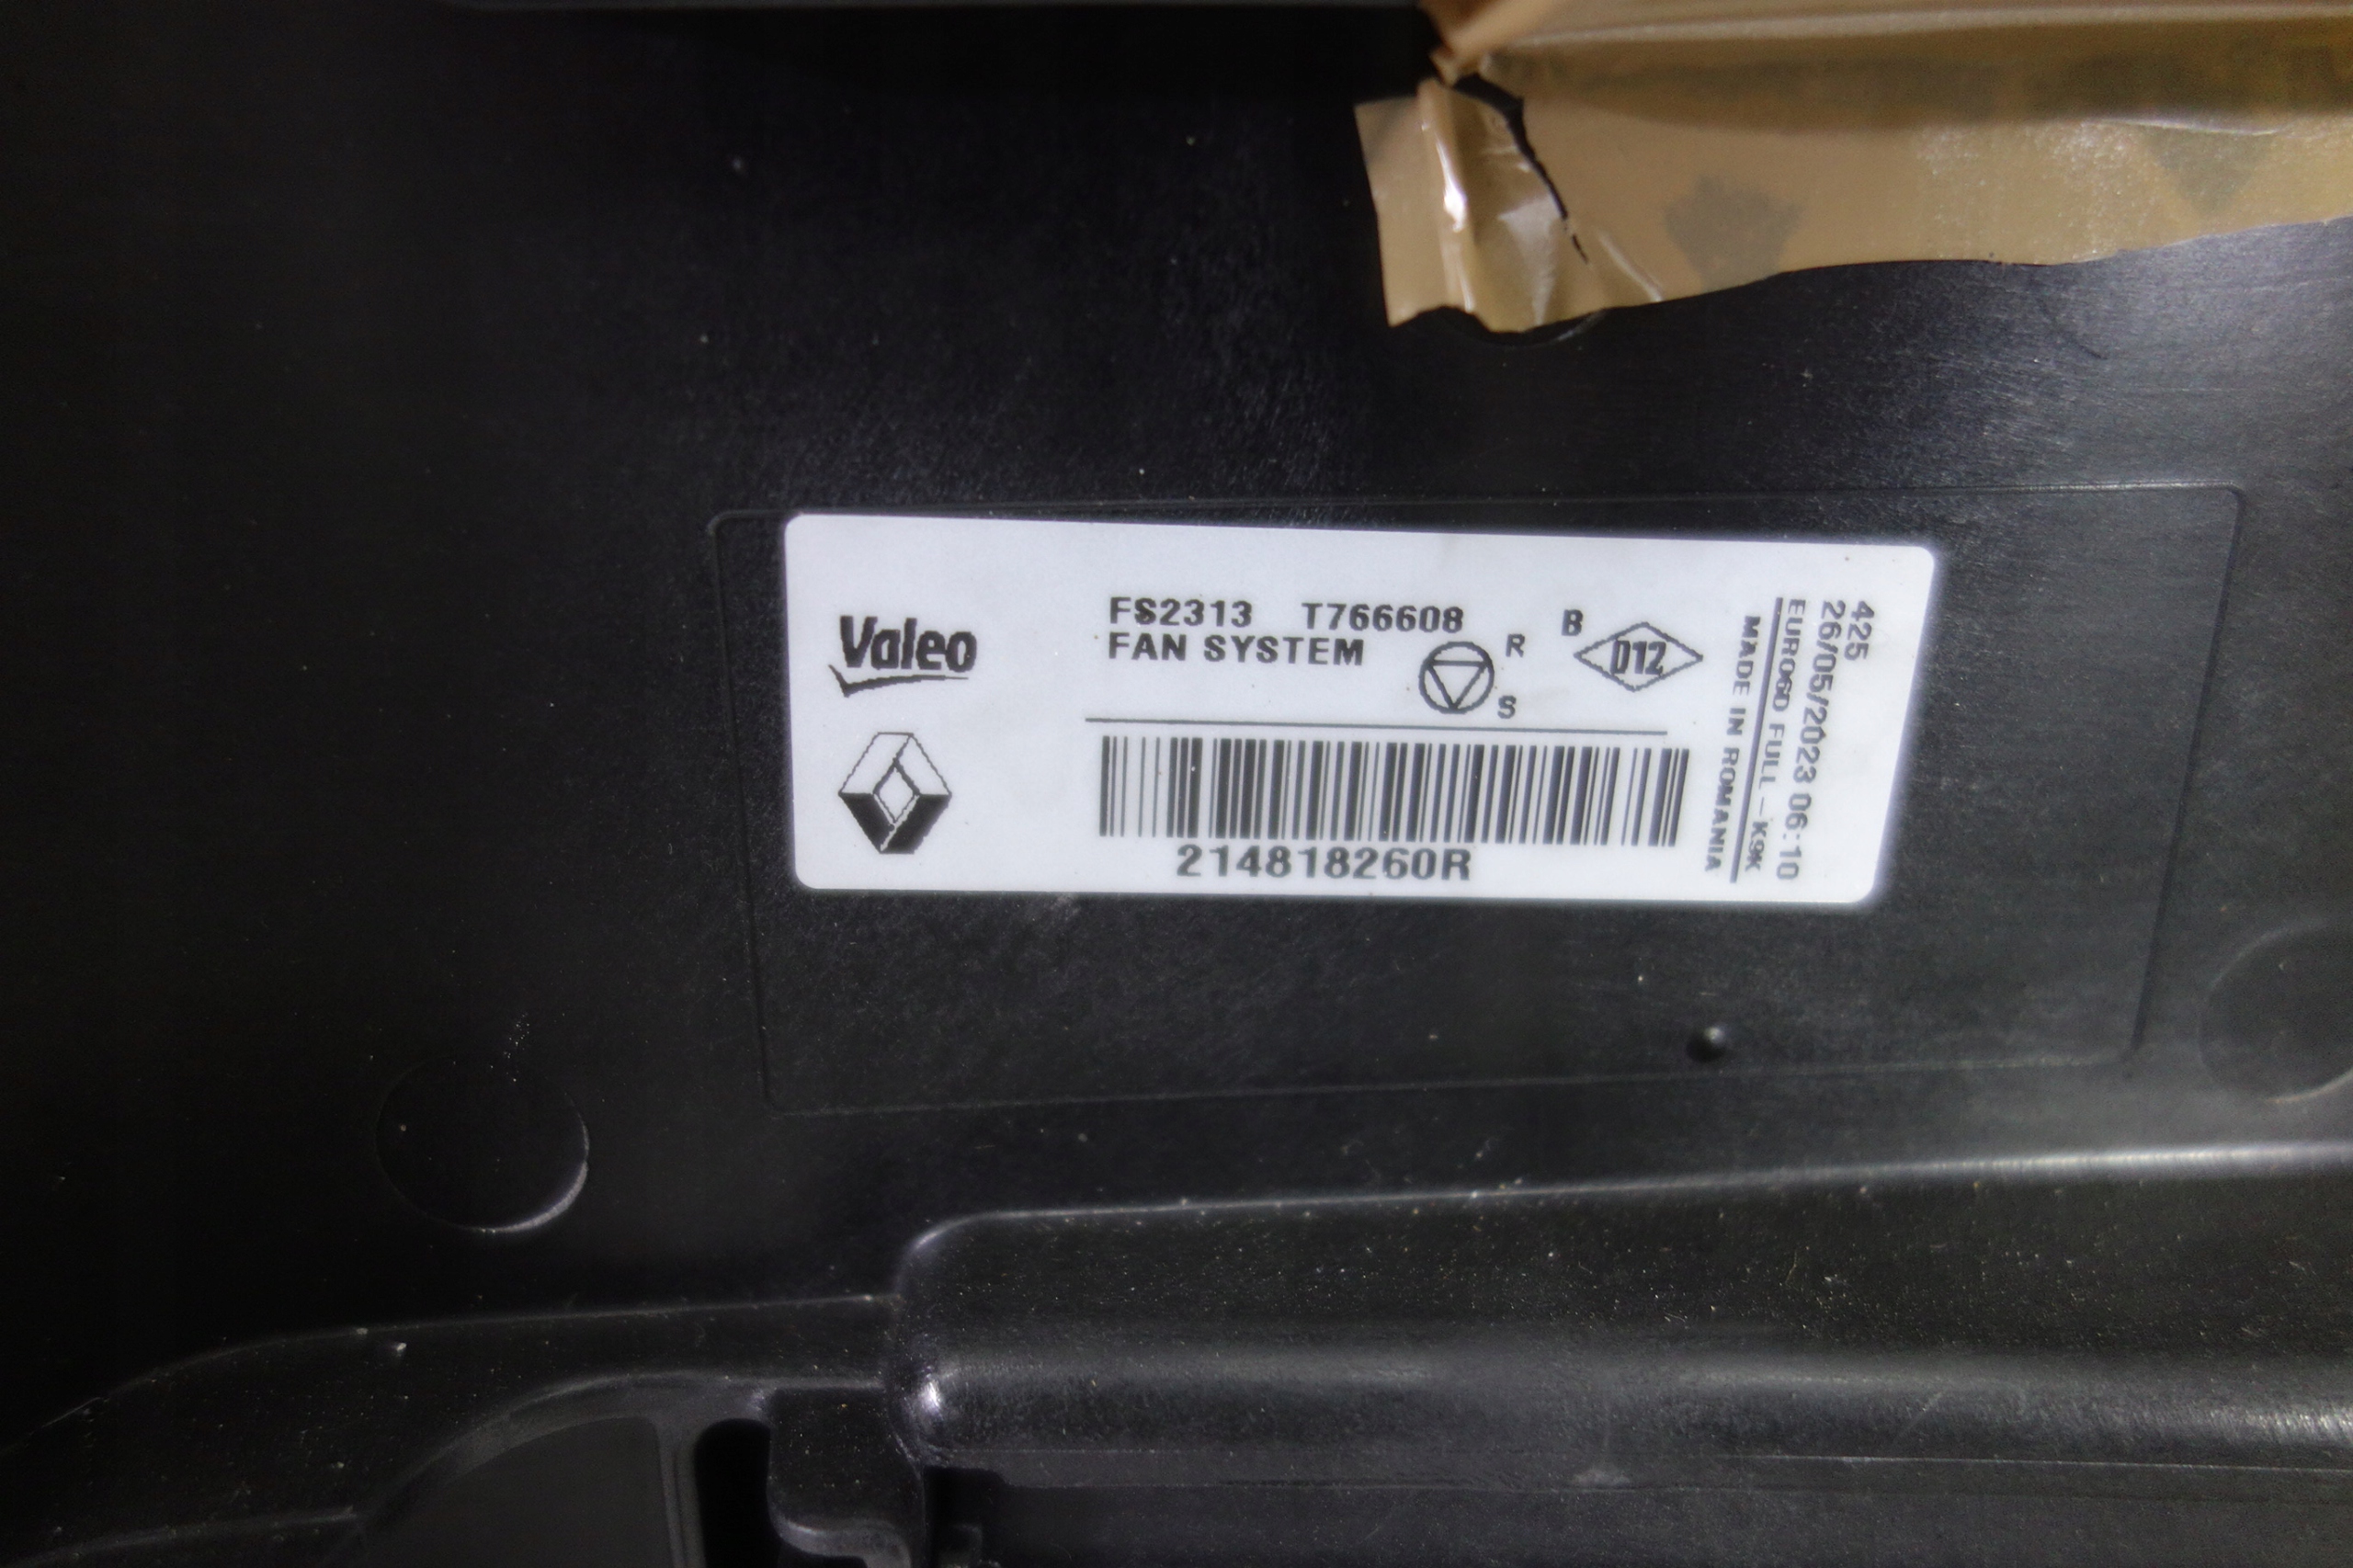 Valeo
FS2313 T766608
FAN SYSTEM
R
S
B
D12
214818260R
425
26/05/2023 06:10
EURO6D FULL - K9K
MADE IN ROMANIA